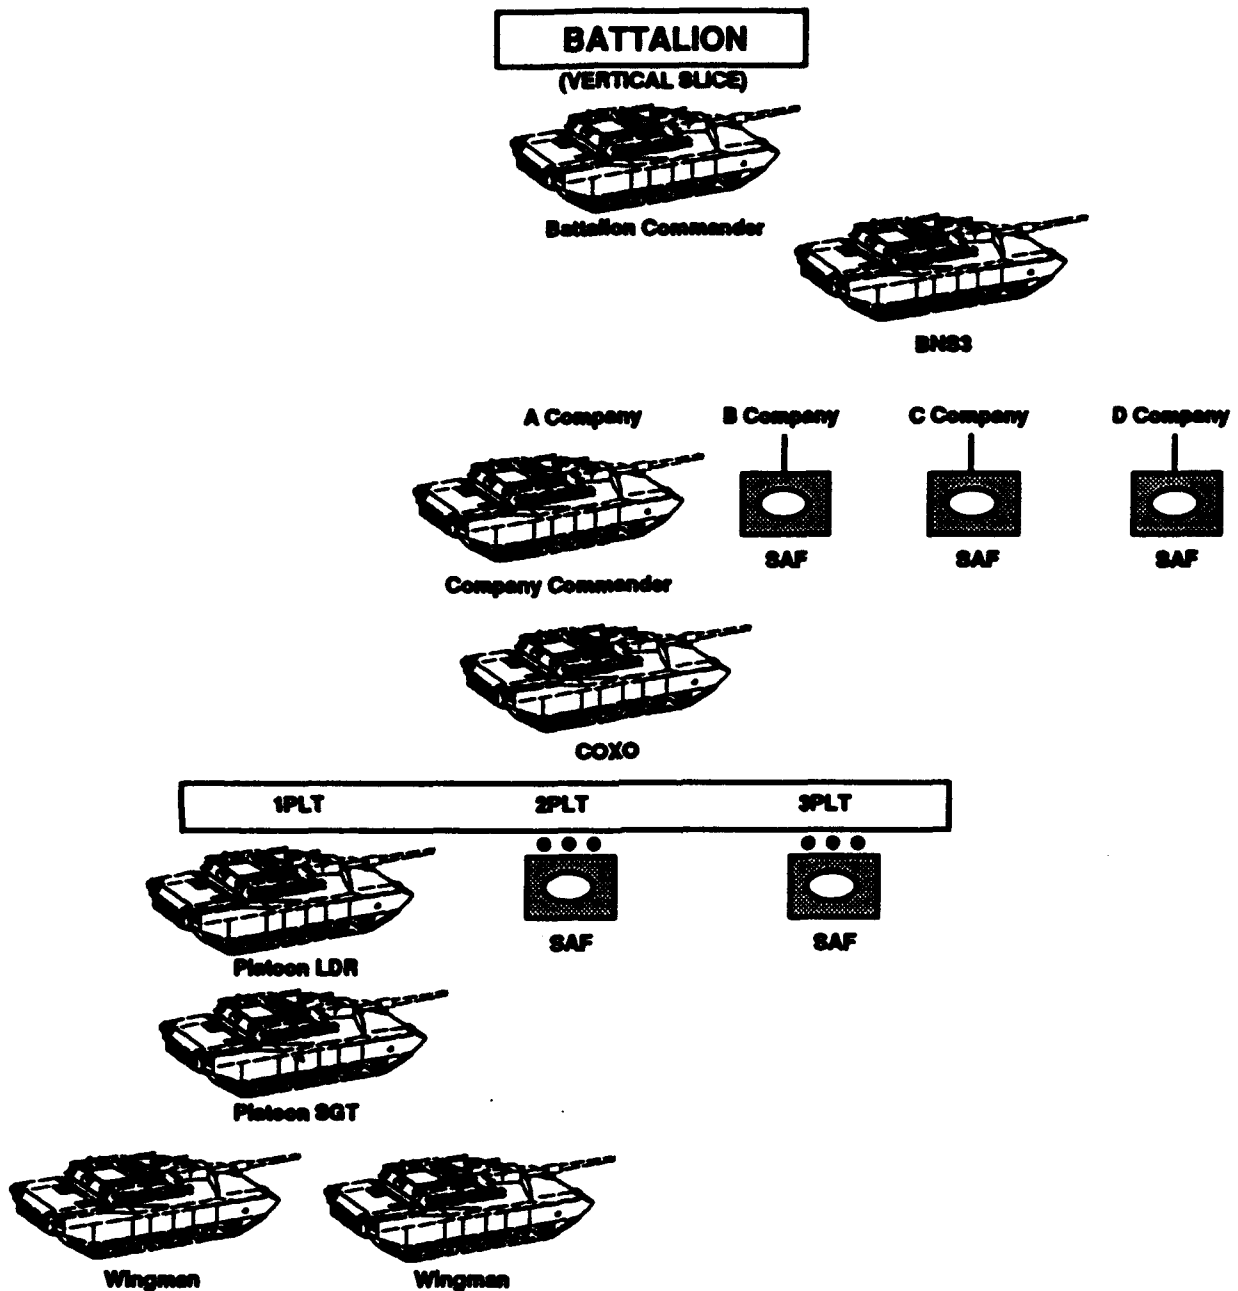 BATTALION
(VERTICAL SLICE)
Battalion Commander
BNS3
A Company B Company C Company D Company
SAF SAF SAF
Company Commander
COXO
1PLT 2PLT 3PLT
SAF SAF
Platoon LDR
Platoon SGT
Wingman Wingman